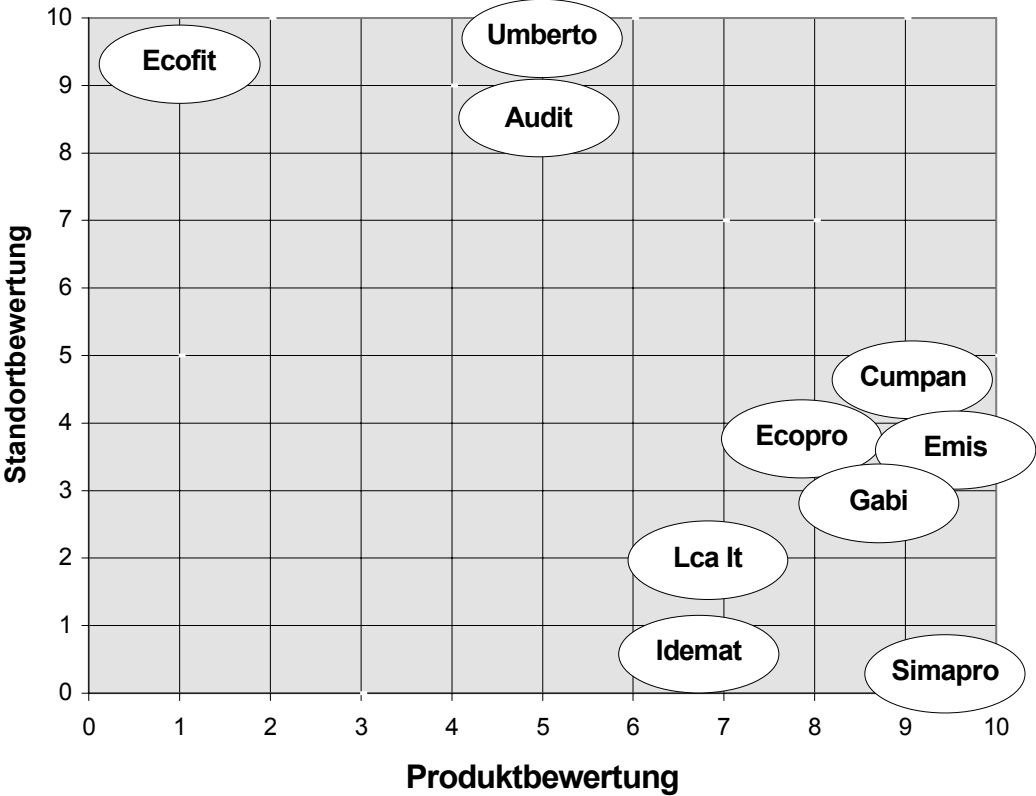 10
Umberto
Ecofit
9
Audit
8
7
6
5
Cumpan
4
Ecopro
Emis
3
Gabi
2
Lca It
1
Idemat
Simapro
0
0 1 2 3 4 5 6 7 8 9 10
Standortbewertung
Produktbewertung